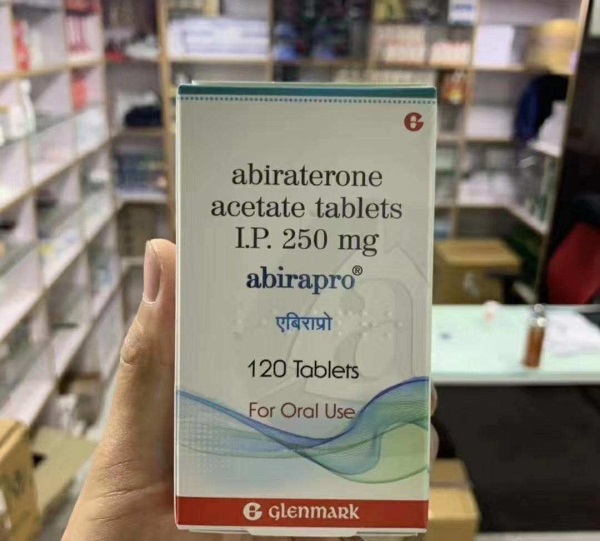 abiraterone
acetate tablets
I.P. 250 mg
abirapro®
एबिराप्रो
120 Tablets
For Oral Use
glenmark